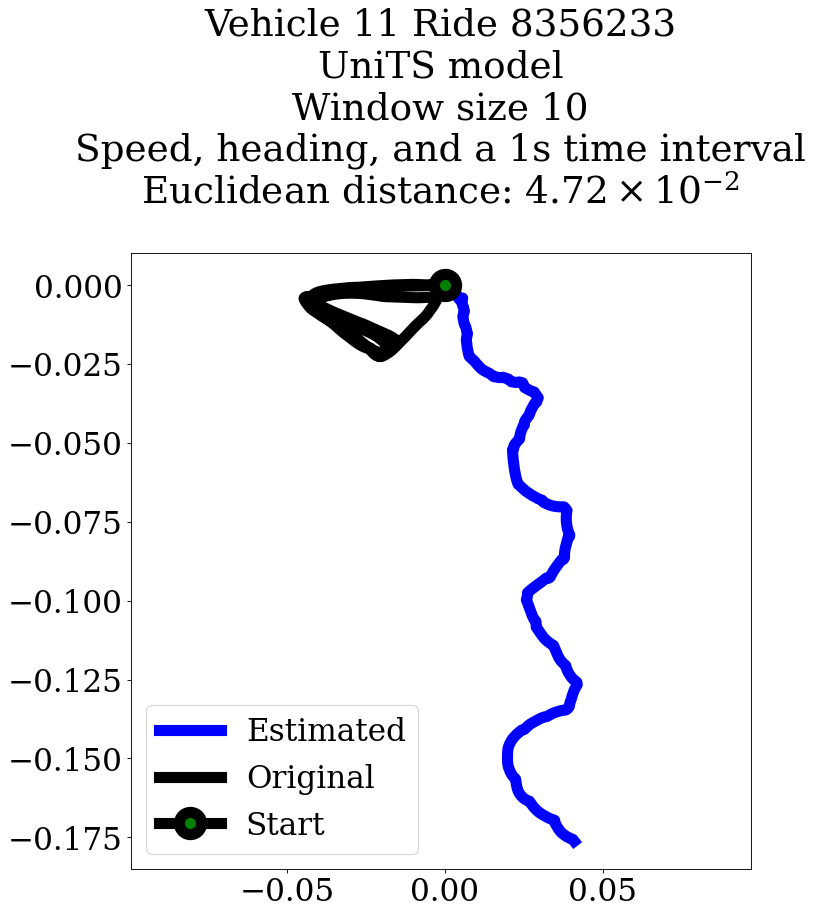 Vehicle 11 Ride 8356233
UniTS model
Window size 10
Speed, heading, and a 1s time interval
Euclidean distance: 4.72 × 10⁻²
0.000
−0.025
−0.050
−0.075
−0.100
−0.125
−0.150
−0.175
Estimated
Original
Start
−0.05 0.00 0.05